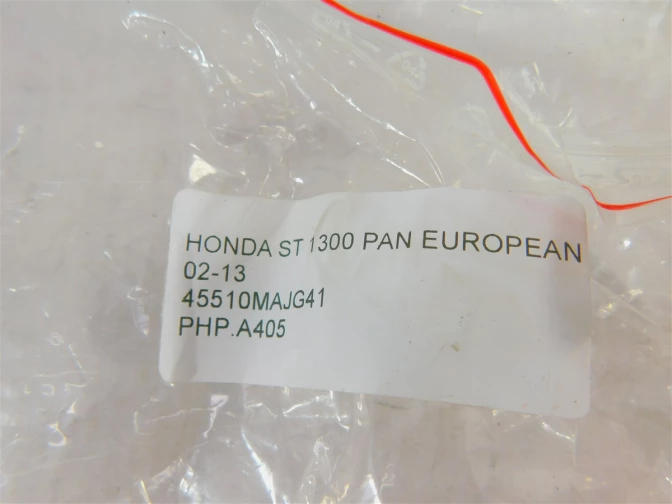 HONDA ST 1300 PAN EUROPEAN
02-13
45510MAJG41
PHP.A405